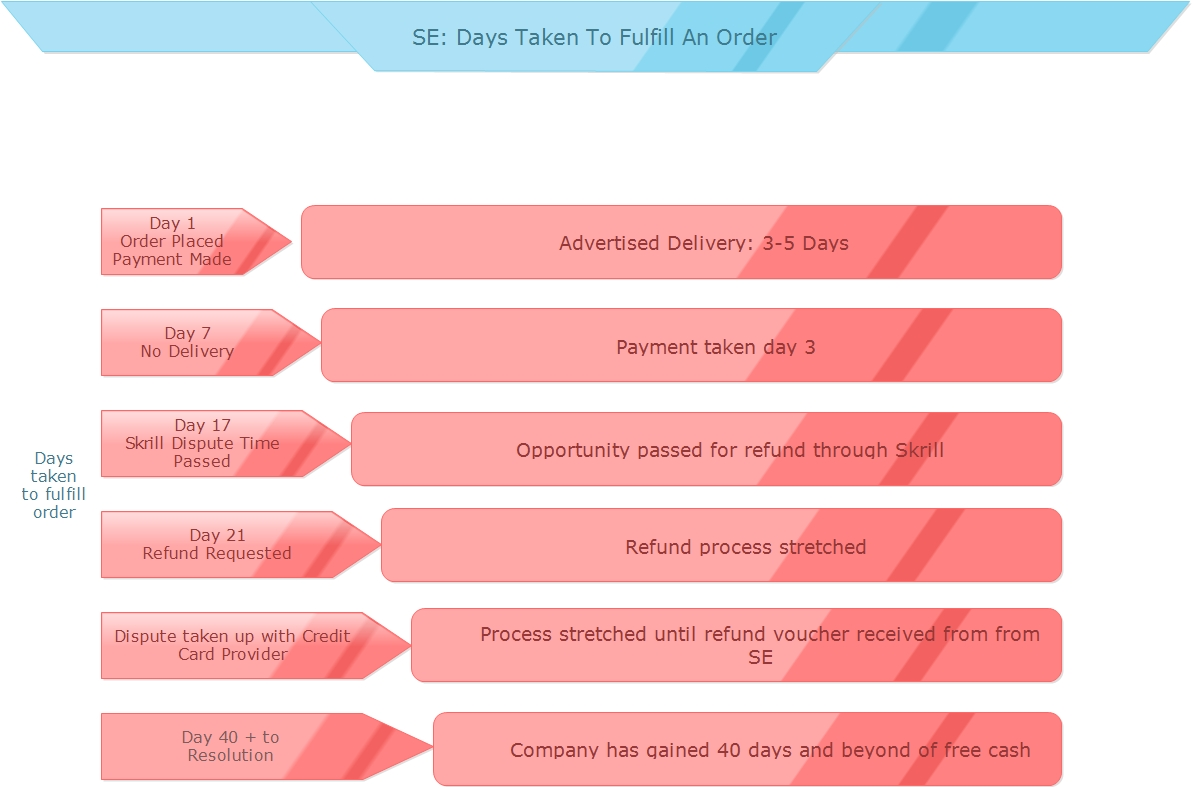 SE: Days Taken To Fulfill An Order
Day 1
Order Placed
Payment Made
Advertised Delivery: 3-5 Days
Day 7
No Delivery
Payment taken day 3
Day 17
Skrill Dispute Time
Passed
Opportunity passed for refund through Skrill
Days
taken
to fulfill
order
Day 21
Refund Requested
Refund process stretched
Dispute taken up with Credit
Card Provider
Process stretched until refund voucher received from from
SE
Day 40 + to
Resolution
Company has gained 40 days and beyond of free cash